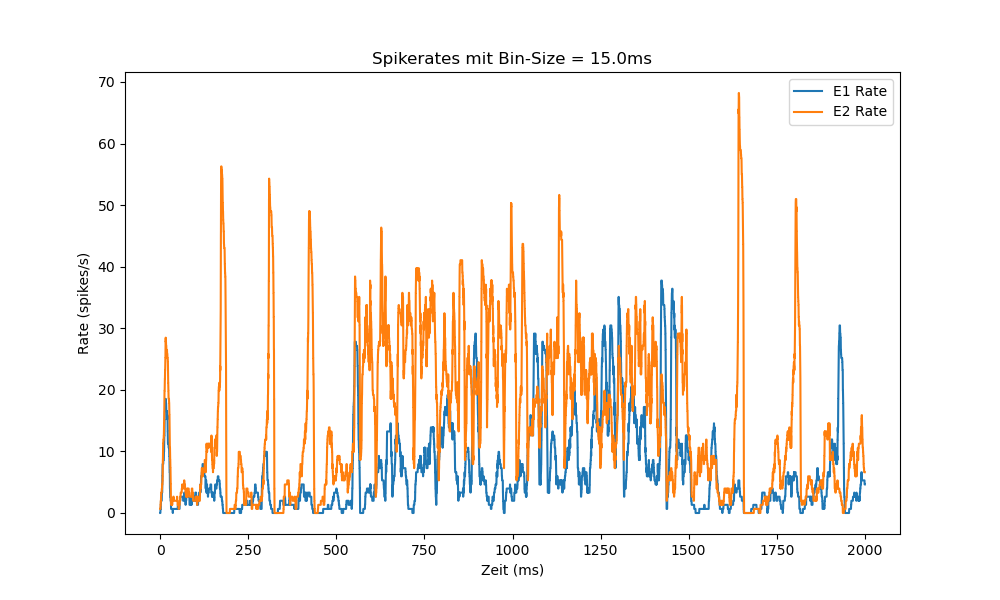 Spikerates mit Bin-Size = 15.0ms
E1 Rate
E2 Rate
70
60
50
40
30
20
10
0
Rate (spikes/s)
0 250 500 750 1000 1250 1500 1750 2000
Zeit (ms)